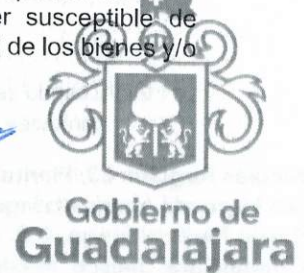 er susceptible de
de los bienes y/o
Gobierno de
Guadalajara